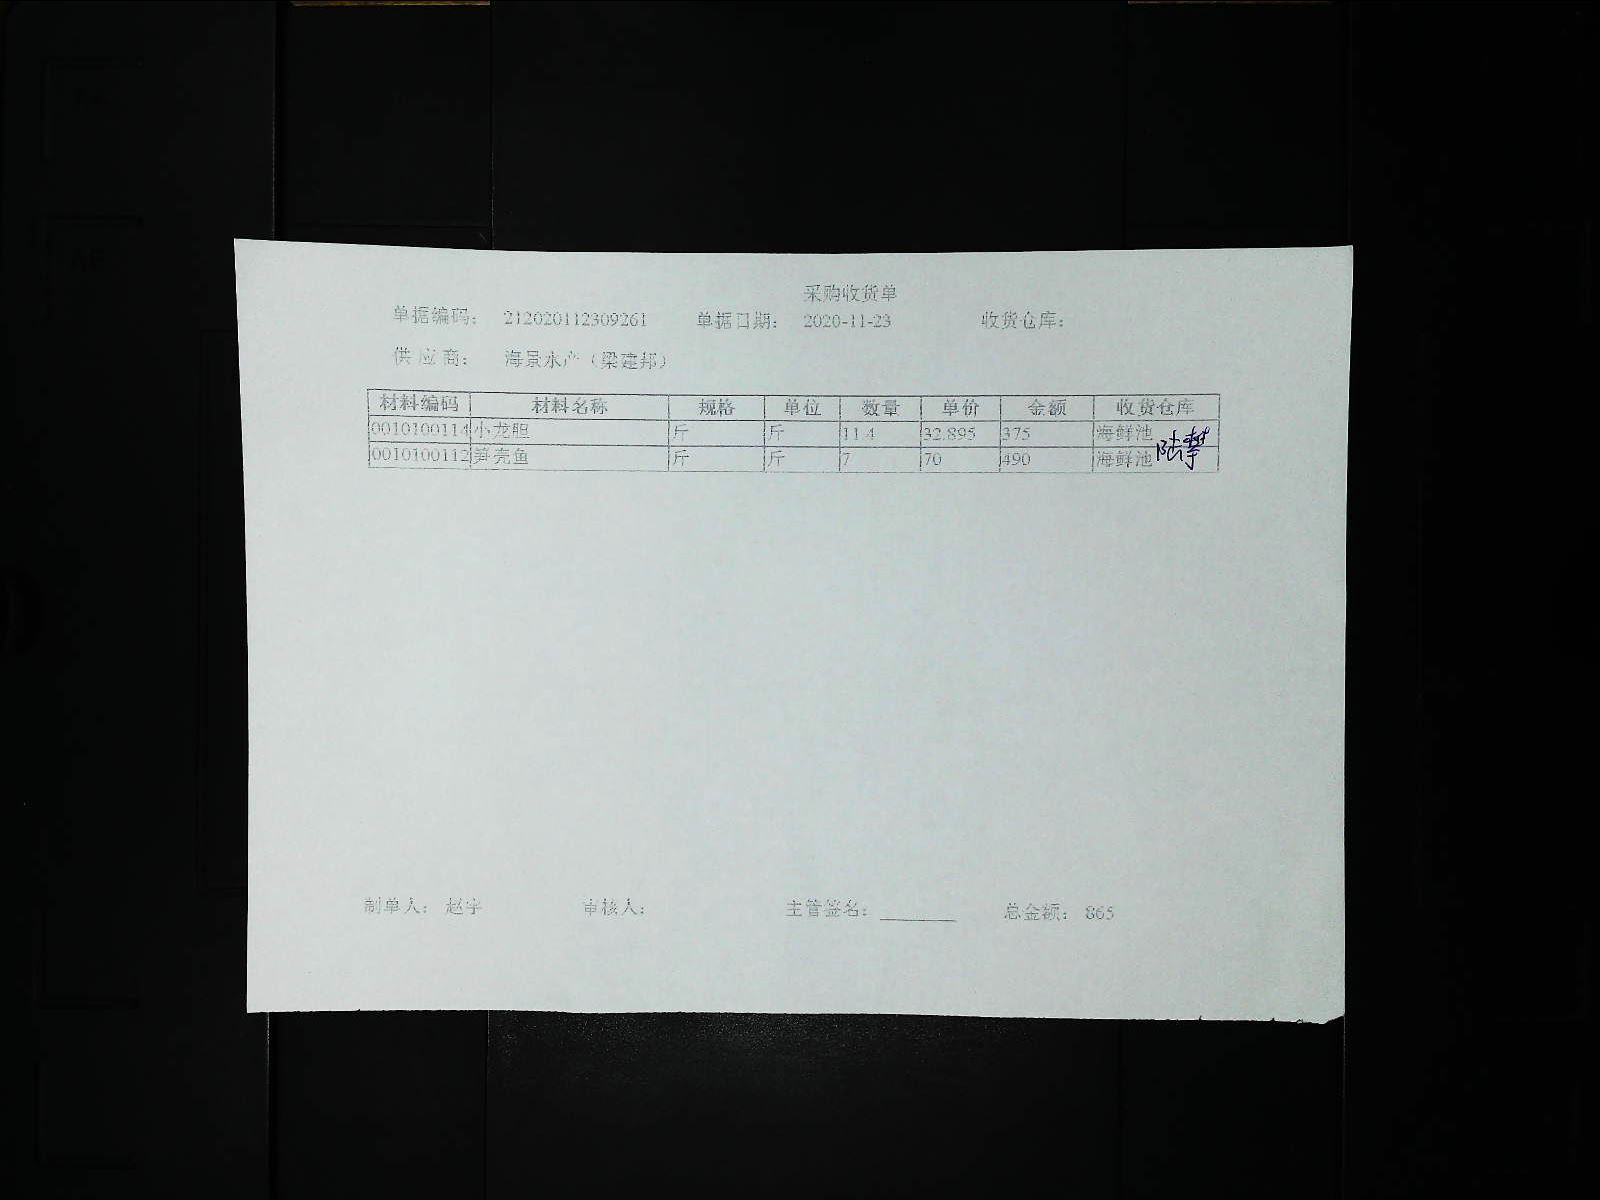 采购收货单
单据编码： 212020112309261 单据日期： 2020-11-23 收货仓库：
供 应 商： 海景水产（梁建邦）
材料编码 材料名称 规格 单位 数量 单价 金额 收货仓库
0010100114 小龙胆 斤 斤 11.4 32.895 375 海鲜池
0010100112 笋壳鱼 斤 斤 7 70 490 海鲜池
制单人： 赵宇 审核人： 主管签名： 总金额： 865